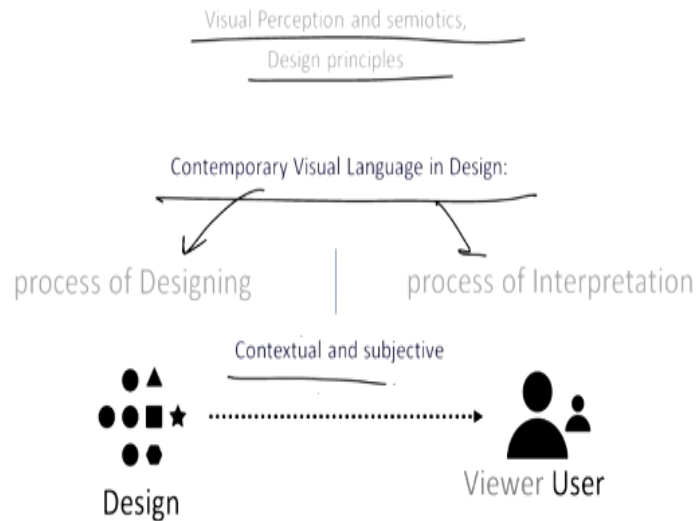 Visual Perception and semiotics,
Design principles
Contemporary Visual Language in Design:
process of Designing
process of Interpretation
Contextual and subjective
Design
Viewer User